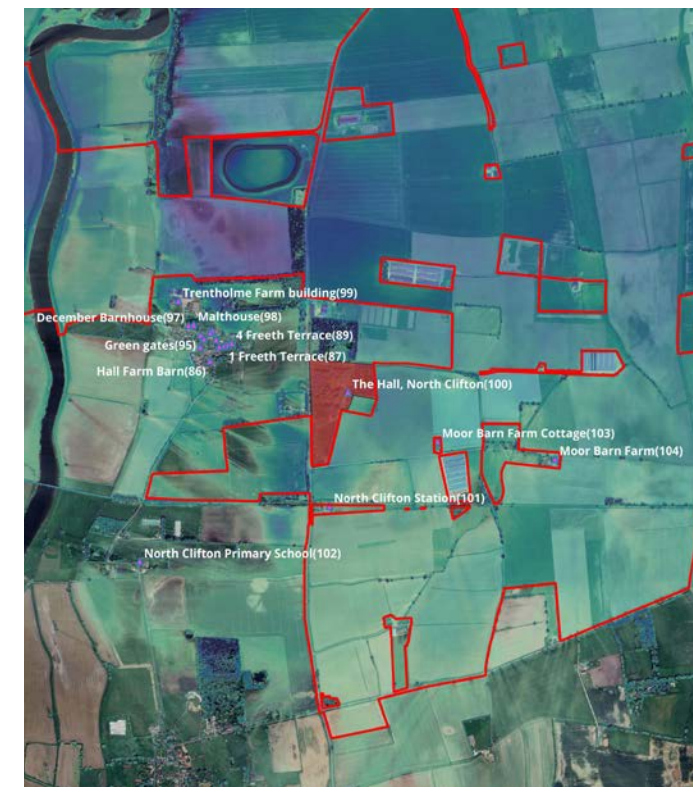 Trentholme Farm building(99)
December Barnhouse(97)
Malthouse(98)
4 Freeth Terrace(89)
Green gates(95)
1 Freeth Terrace(87)
Hall Farm Barn(86)
The Hall, North Clifton(100)
Moor Barn Farm Cottage(103)
Moor Barn Farm(104)
North Clifton Station(101)
North Clifton Primary School(102)